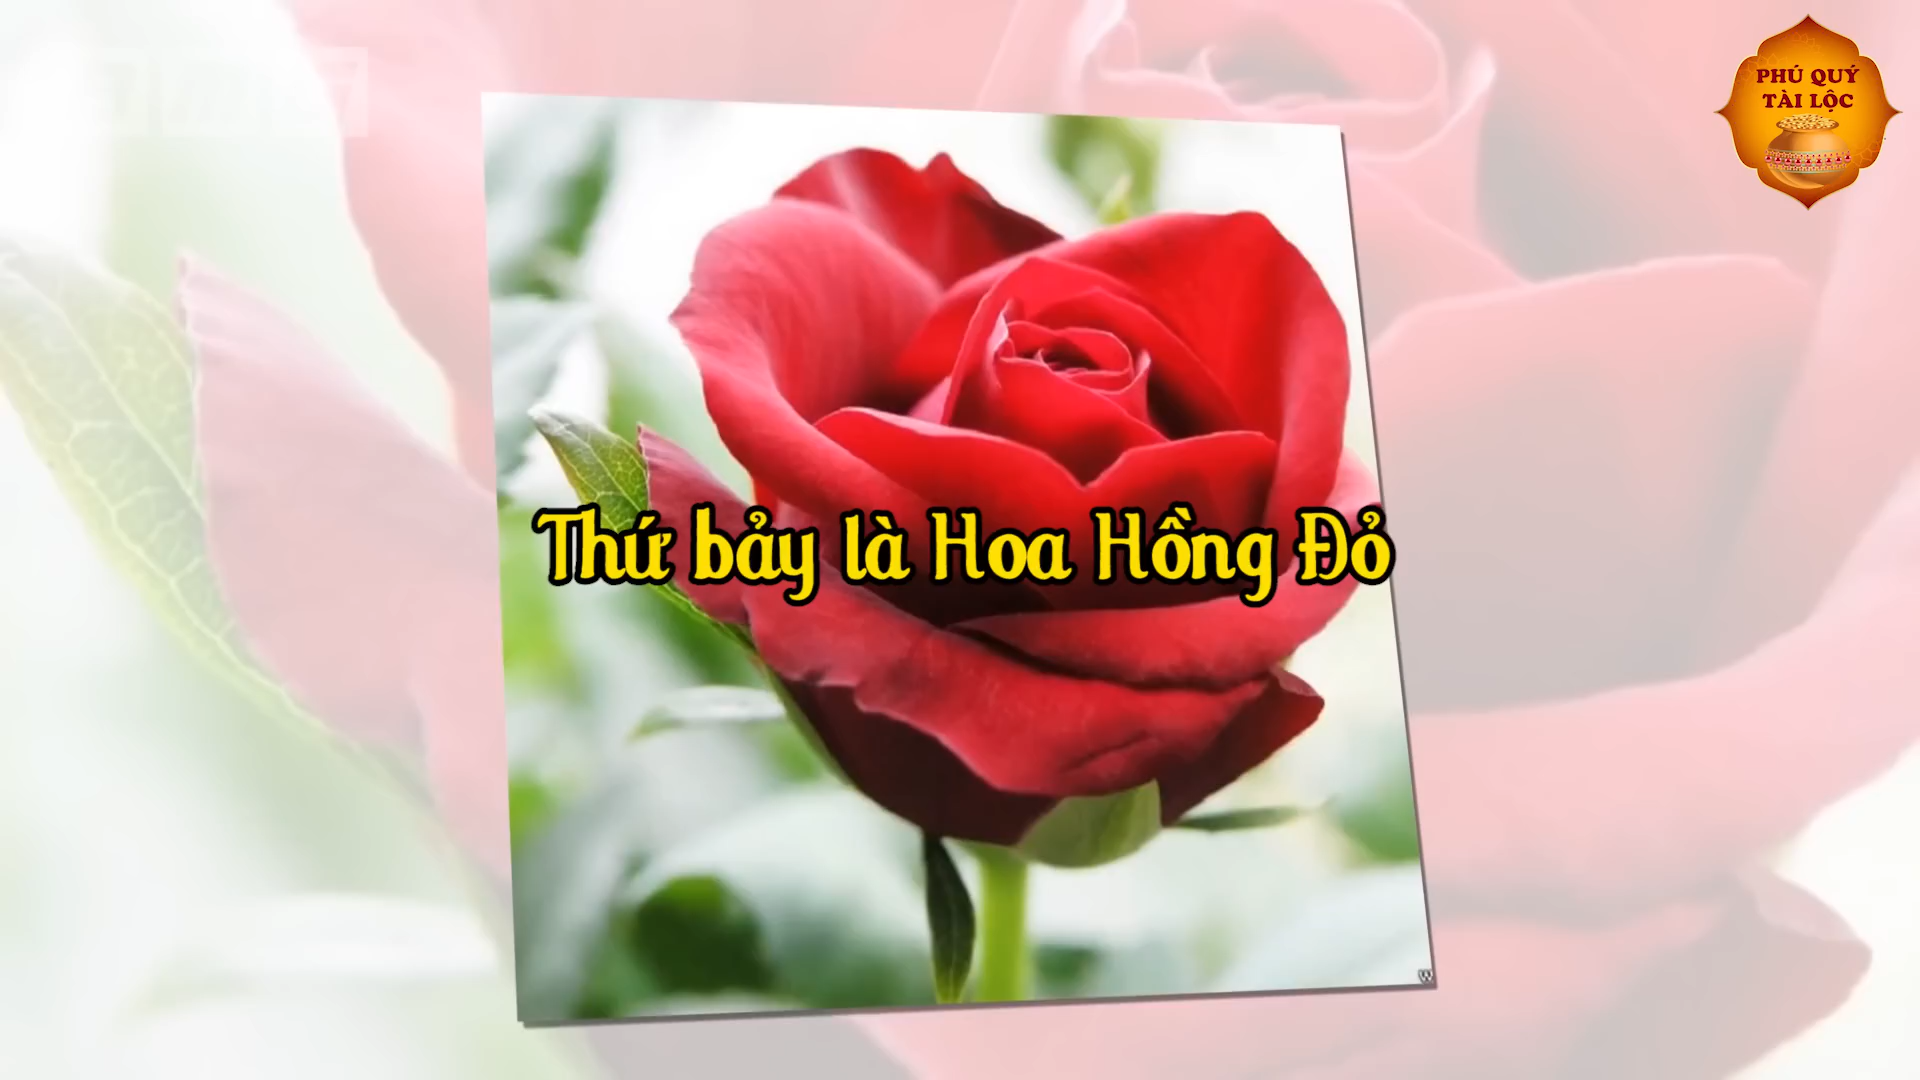 PHÚ QUÝ
TÀI LỘC
Thứ bảy là Hoa Hồng Đỏ
W